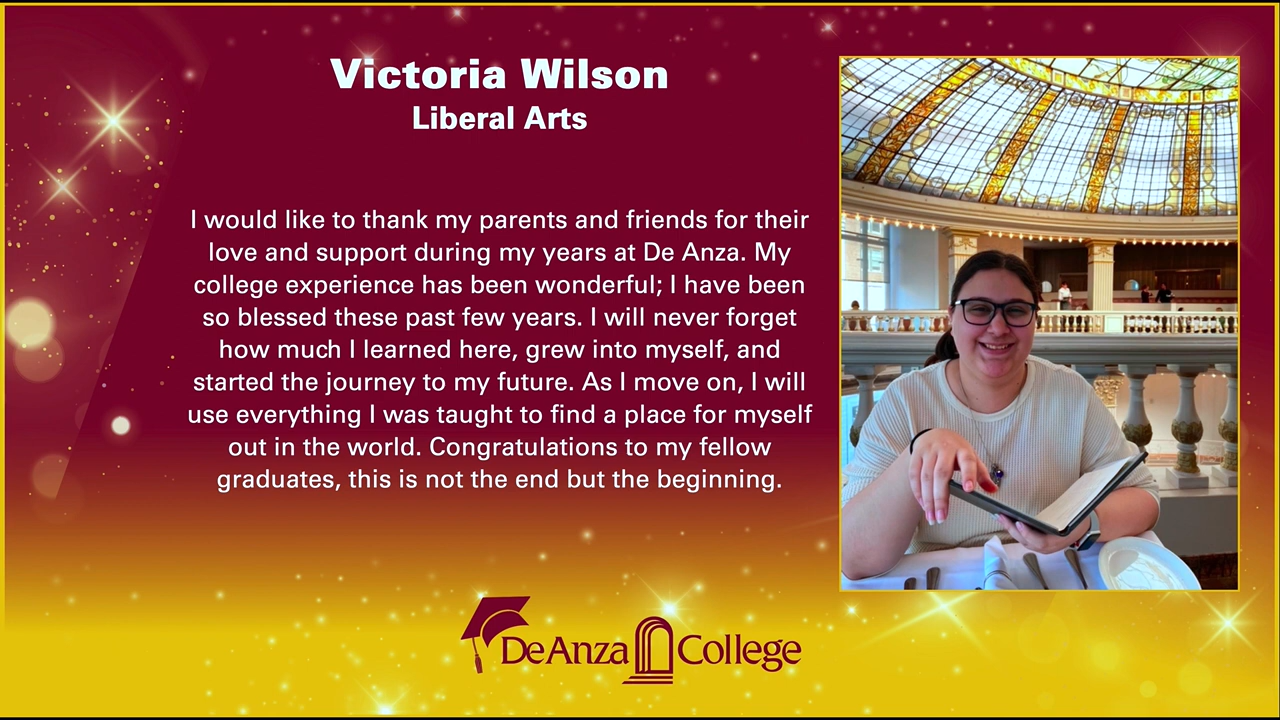 Victoria Wilson
Liberal Arts
I would like to thank my parents and friends for their
love and support during my years at De Anza. My
college experience has been wonderful; I have been
so blessed these past few years. I will never forget
how much I learned here, grew into myself, and
started the journey to my future. As I move on, I will
use everything I was taught to find a place for myself
out in the world. Congratulations to my fellow
graduates, this is not the end but the beginning.
De Anza College